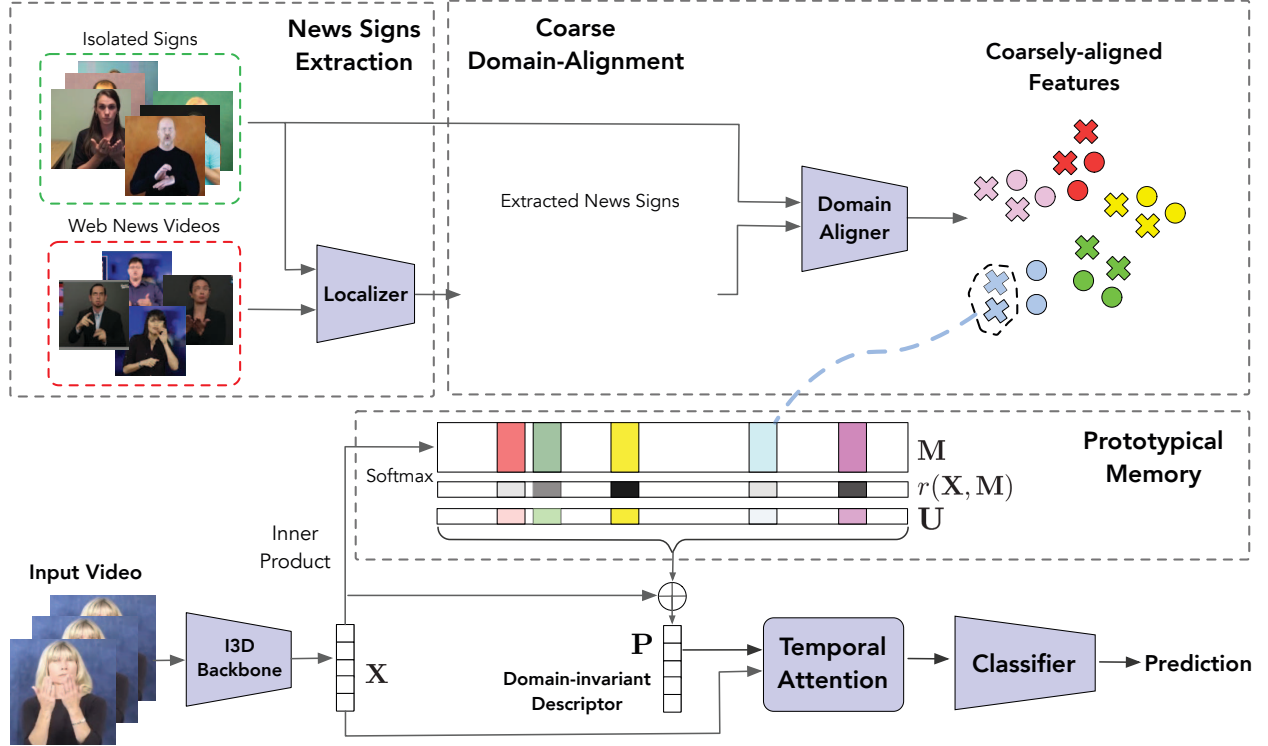 News Signs
Extraction
Isolated Signs
Web News Videos
Localizer
Coarse
Domain-Alignment
Extracted News Signs
Domain
Aligner
Coarsely-aligned
Features
Prototypical
Memory
Softmax
M
r(X, M)
U
Inner
Product
Input Video
I3D
Backbone
X
P
Domain-invariant
Descriptor
Temporal
Attention
Classifier
Prediction